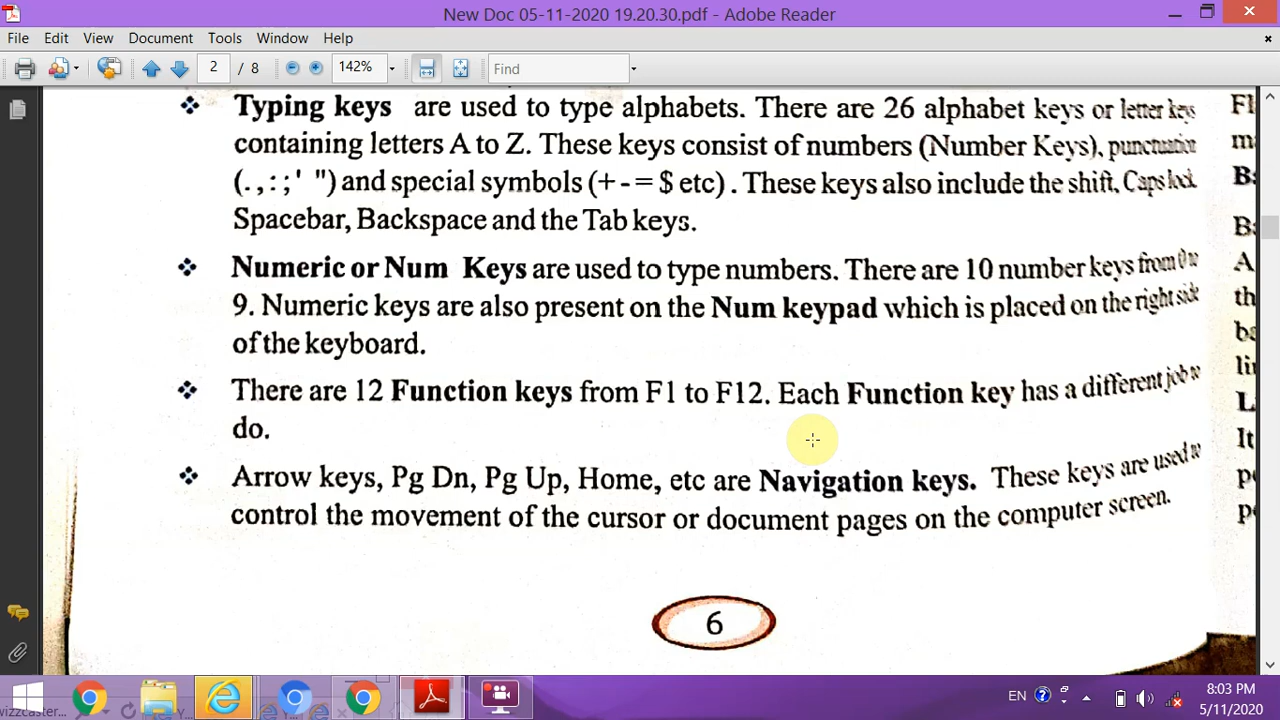 New Doc 05-11-2020 19.20.30.pdf - Adobe Reader
File Edit View Document Tools Window Help
2 / 8 142% Find
Typing keys are used to type alphabets. There are 26 alphabet keys or letter keys
containing letters A to Z. These keys consist of numbers (Number Keys), punctuation
(. , : ; ' ") and special symbols (+ - = $ etc) . These keys also include the shift, Caps lock
Spacebar, Backspace and the Tab keys.
Numeric or Num Keys are used to type numbers. There are 10 number keys from 0 to
9. Numeric keys are also present on the Num keypad which is placed on the right side
of the keyboard.
There are 12 Function keys from F1 to F12. Each Function key has a different job to
do.
Arrow keys, Pg Dn, Pg Up, Home, etc are Navigation keys. These keys are used to
control the movement of the cursor or document pages on the computer screen.
6
EN
8:03 PM
5/11/2020